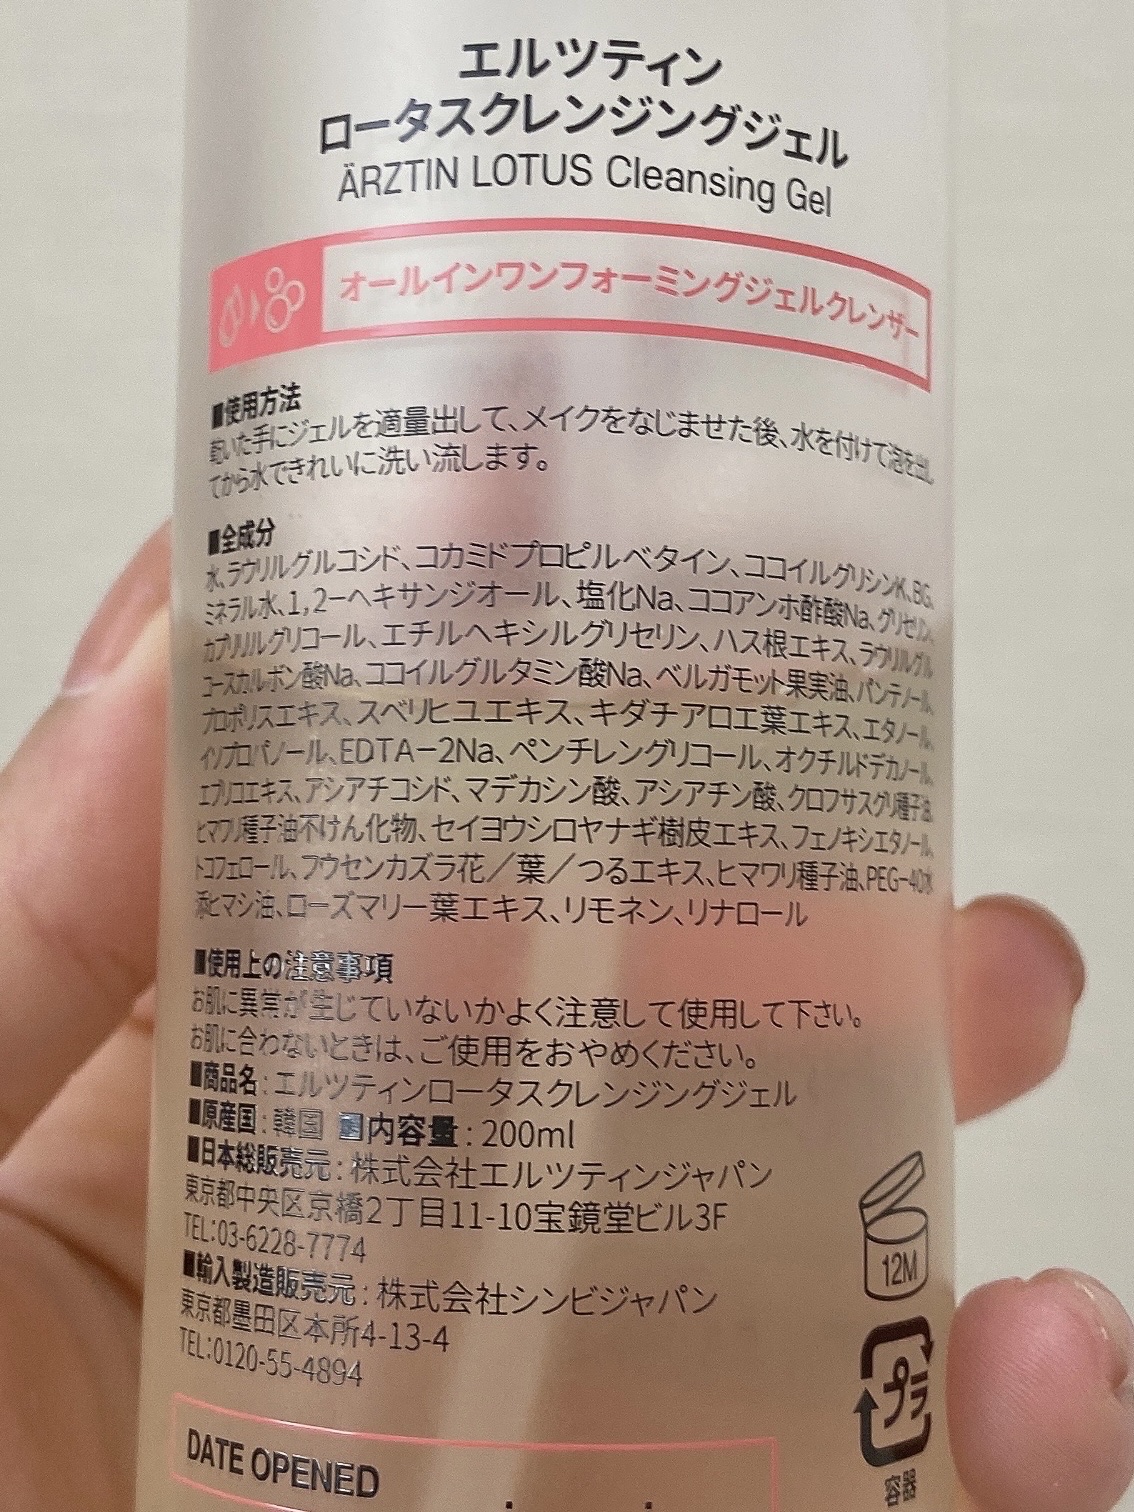 エルツティン
ロータスクレンジングジェル
ÄRZTIN LOTUS Cleansing Gel
オールインワンフォーミングジェルクレンザー
■使用方法
乾いた手にジェルを適量出して、メイクをなじませた後、水を付けて泡を出し
てから水できれいに洗い流します。
■全成分
水、ラウリルグルコシド、コカミドプロピルベタイン、ココイルグリシンK、BG、
ミネラル水、1,2-ヘキサンジオール、塩化Na、ココアンホ酢酸Na、グリセリン、
カプリルグリコール、エチルヘキシルグリセリン、ハス根エキス、ラウリルグル
コースカルボン酸Na、ココイルグルタミン酸Na、ベルガモット果実油、パンテノール、
プロポリスエキス、スベリヒユエキス、キダチアロエ葉エキス、エタノール、
イソプロパノール、EDTA-2Na、ペンチレングリコール、オクチルドデカノール、
エブリコエキス、アシアチコシド、マデカシン酸、アシアチン酸、クロフサスグリ種子油、
ヒマワリ種子油不けん化物、セイヨウシロヤナギ樹皮エキス、フェノキシエタノール、
トコフェロール、フウセンカズラ花/葉/つるエキス、ヒマワリ種子油、PEG-40水
添ヒマシ油、ローズマリー葉エキス、リモネン、リナロール
■使用上の注意事項
お肌に異常が生じていないかよく注意して使用して下さい。
お肌に合わないときは、ご使用をおやめください。
■商品名:エルツティンロータスクレンジングジェル
■原産国:韓国 ■内容量:200ml
■日本総販売元:株式会社エルツティンジャパン
東京都中央区京橋2丁目11-10宝鏡堂ビル3F
TEL:03-6228-7774
■輸入製造販売元:株式会社シンビジャパン
東京都墨田区本所4-13-4
TEL:0120-55-4894
12M
プラ
容器
DATE OPENED